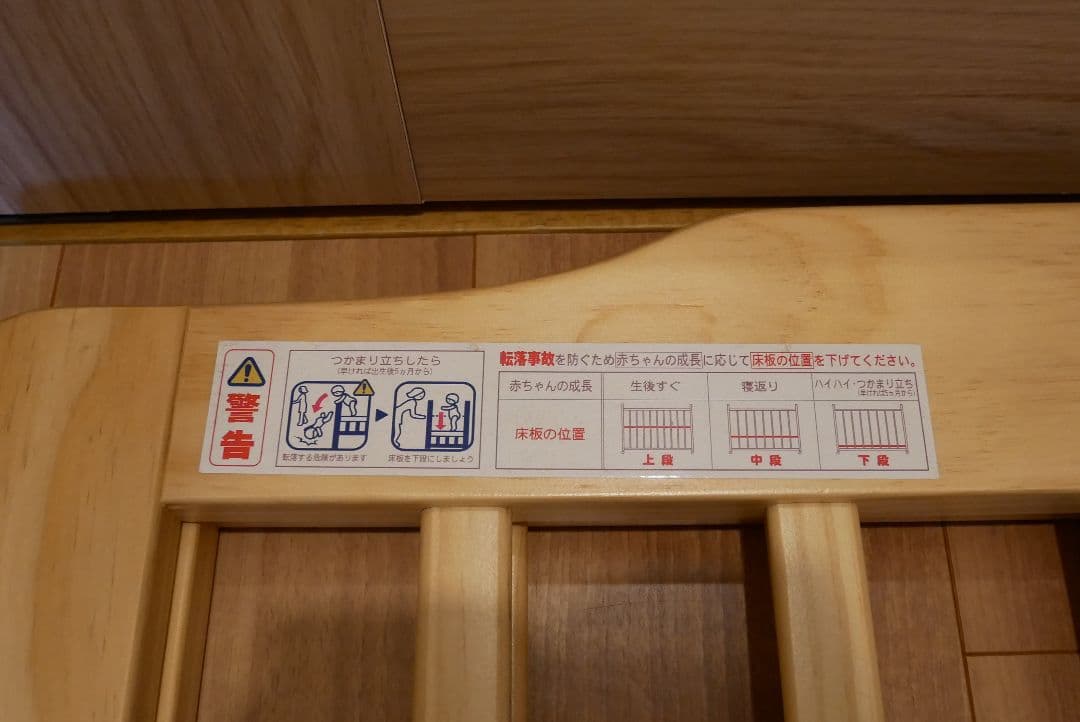 警告
つかまり立ちしたら
(早ければ出生後5ヵ月から)
転落する危険があります
床板を下段にしましょう
転落事故を防ぐため赤ちゃんの成長に応じて床板の位置を下げてください。
赤ちゃんの成長 生後すぐ 寝返り ハイハイ・つかまり立ち
(早ければ5ヵ月から)
床板の位置
上段 中段 下段